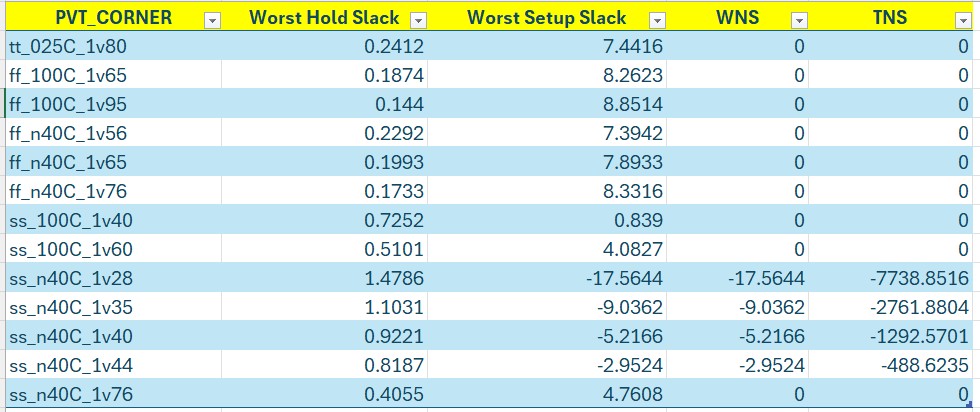 PVT_CORNER Worst Hold Slack Worst Setup Slack WNS TNS
tt_025C_1v80 0.2412 7.4416 0 0
ff_100C_1v65 0.1874 8.2623 0 0
ff_100C_1v95 0.144 8.8514 0 0
ff_n40C_1v56 0.2292 7.3942 0 0
ff_n40C_1v65 0.1993 7.8933 0 0
ff_n40C_1v76 0.1733 8.3316 0 0
ss_100C_1v40 0.7252 0.839 0 0
ss_100C_1v60 0.5101 4.0827 0 0
ss_n40C_1v28 1.4786 -17.5644 -17.5644 -7738.8516
ss_n40C_1v35 1.1031 -9.0362 -9.0362 -2761.8804
ss_n40C_1v40 0.9221 -5.2166 -5.2166 -1292.5701
ss_n40C_1v44 0.8187 -2.9524 -2.9524 -488.6235
ss_n40C_1v76 0.4055 4.7608 0 0